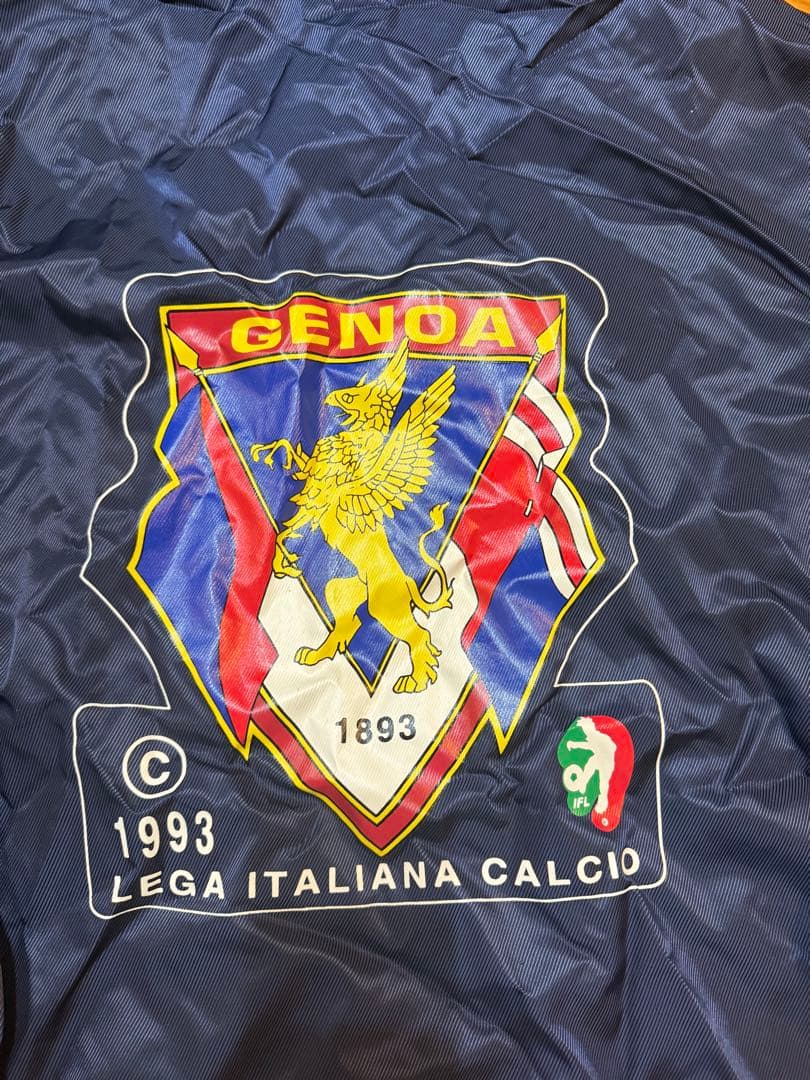 GENOA
1893
©
1993
IFL
LEGA ITALIANA CALCIO